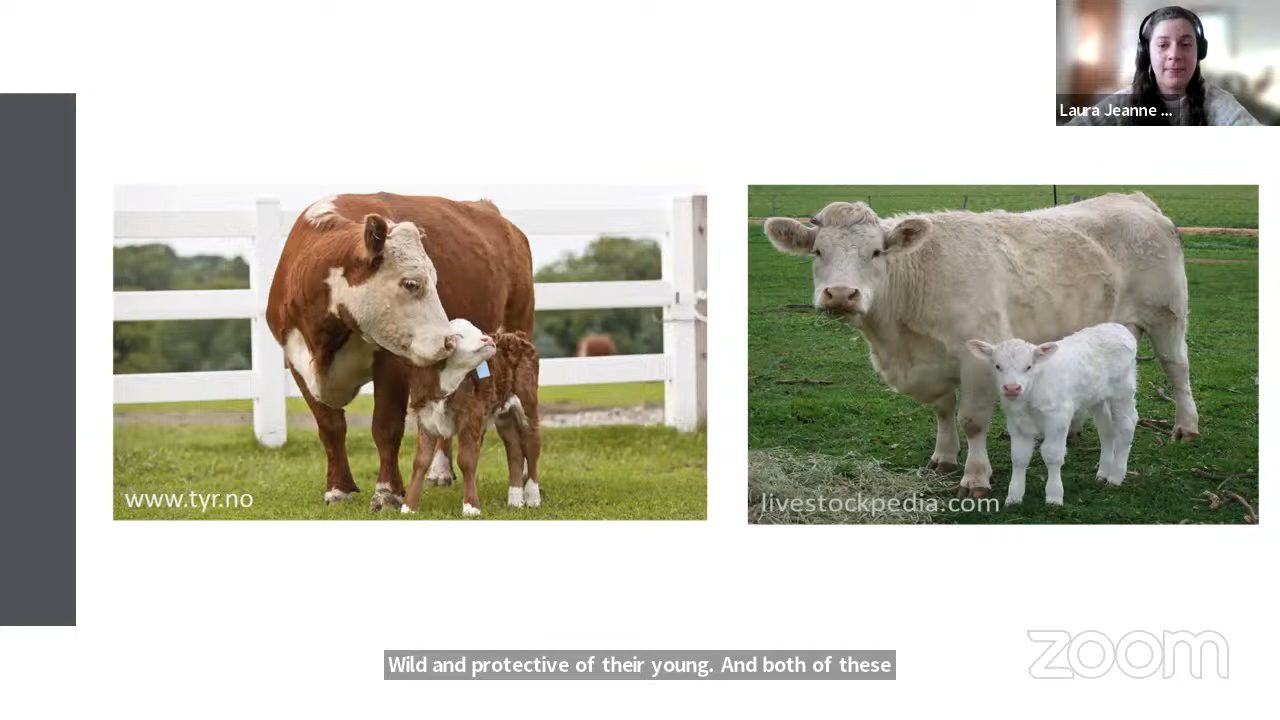 Laura Jeanne ...
www.tyr.no
livestockpedia.com
Wild and protective of their young. And both of these
zoom